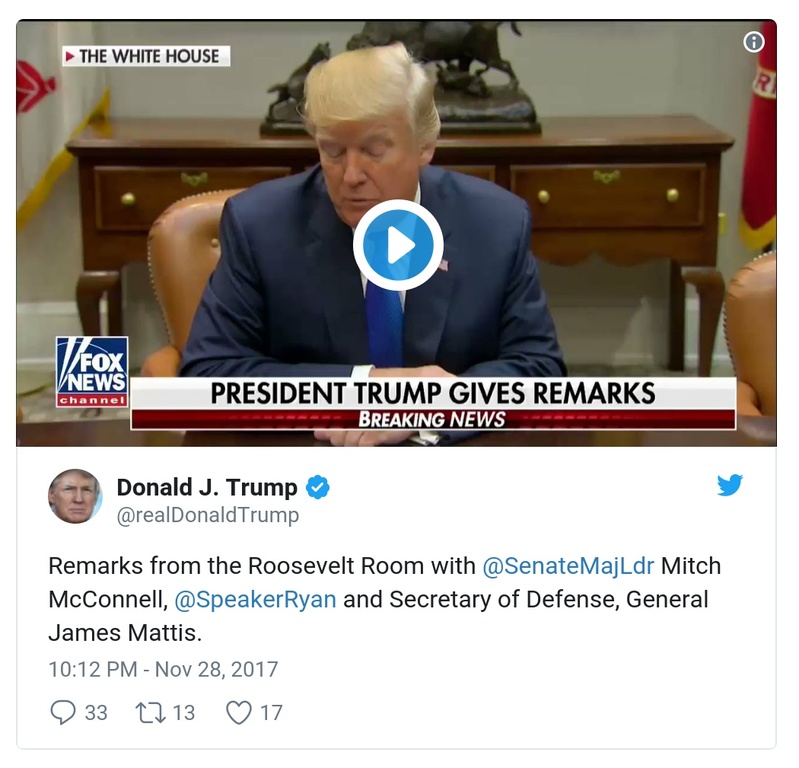 THE WHITE HOUSE
FOX
NEWS
channel
PRESIDENT TRUMP GIVES REMARKS
BREAKING NEWS
Donald J. Trump
@realDonaldTrump
Remarks from the Roosevelt Room with @SenateMajLdr Mitch
McConnell, @SpeakerRyan and Secretary of Defense, General
James Mattis.
10:12 PM - Nov 28, 2017
33 13 17